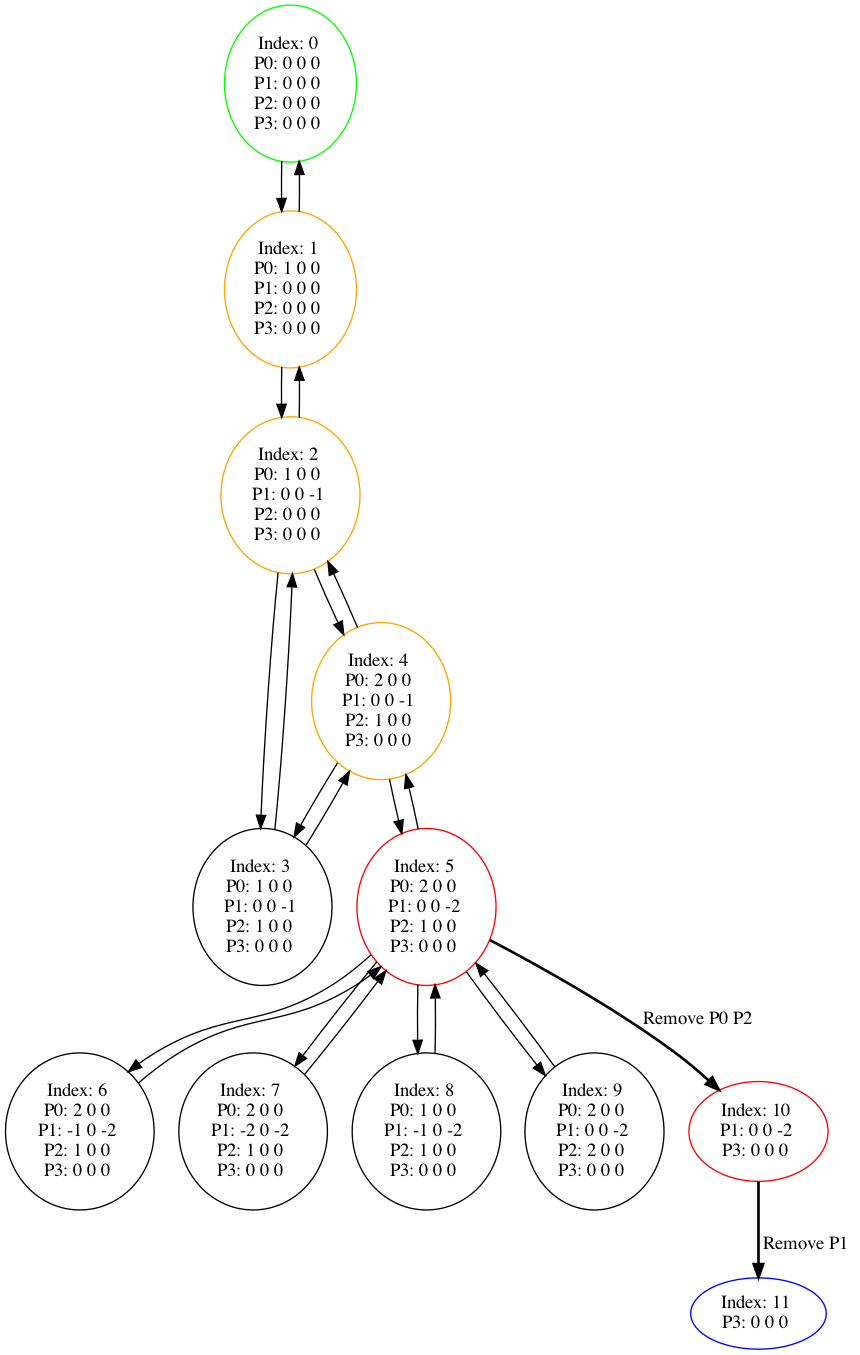 Index: 0
P0: 0 0 0
P1: 0 0 0
P2: 0 0 0
P3: 0 0 0
Index: 1
P0: 1 0 0
P1: 0 0 0
P2: 0 0 0
P3: 0 0 0
Index: 2
P0: 1 0 0
P1: 0 0 -1
P2: 0 0 0
P3: 0 0 0
Index: 4
P0: 2 0 0
P1: 0 0 -1
P2: 1 0 0
P3: 0 0 0
Index: 3
P0: 1 0 0
P1: 0 0 -1
P2: 1 0 0
P3: 0 0 0
Index: 5
P0: 2 0 0
P1: 0 0 -2
P2: 1 0 0
P3: 0 0 0
Remove P0 P2
Index: 6
P0: 2 0 0
P1: -1 0 -2
P2: 1 0 0
P3: 0 0 0
Index: 7
P0: 2 0 0
P1: -2 0 -2
P2: 1 0 0
P3: 0 0 0
Index: 8
P0: 1 0 0
P1: -1 0 -2
P2: 1 0 0
P3: 0 0 0
Index: 9
P0: 2 0 0
P1: 0 0 -2
P2: 2 0 0
P3: 0 0 0
Index: 10
P1: 0 0 -2
P3: 0 0 0
Remove P1
Index: 11
P3: 0 0 0